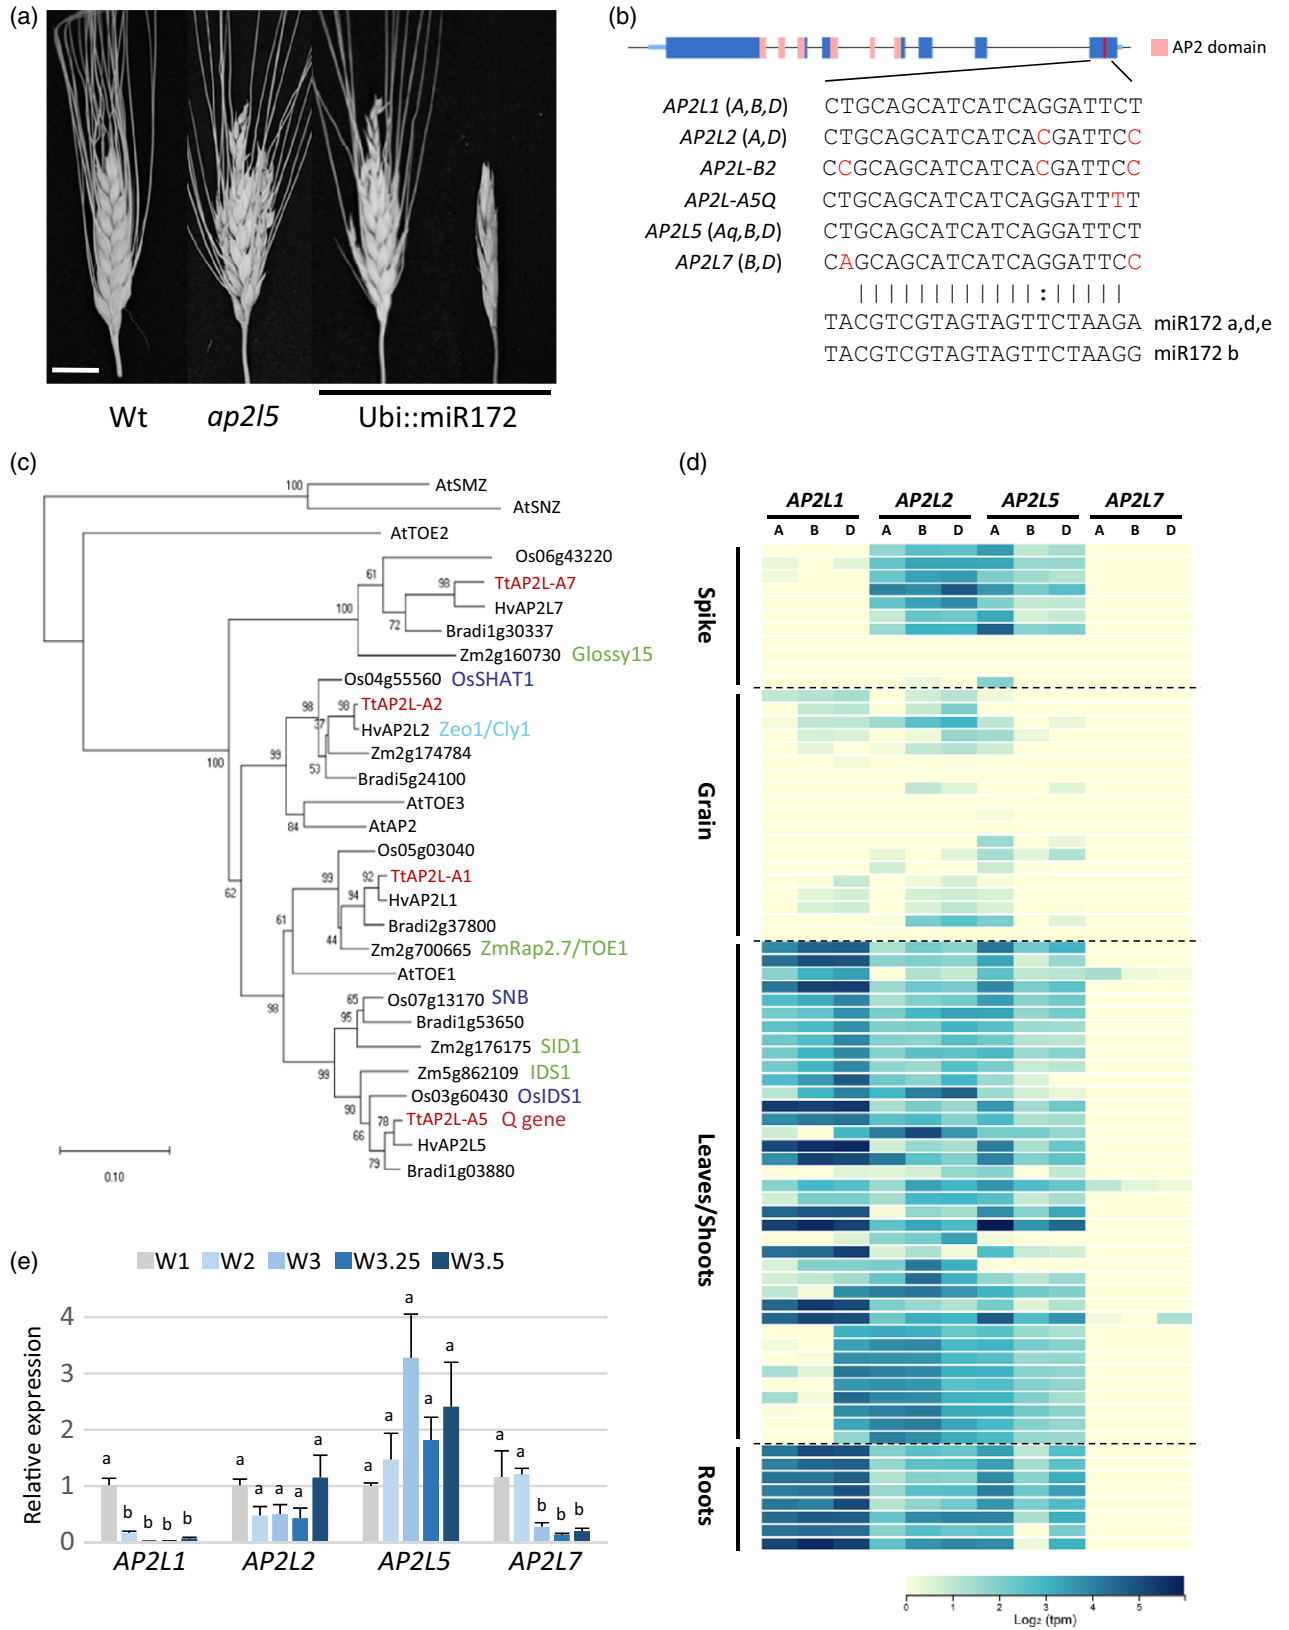 (a)
Wt
ap2l5
Ubi::miR172
(b)
AP2 domain
AP2L1 (A,B,D) CTGCAGCATCATCAGGATTCT
AP2L2 (A,D) CTGCAGCATCATCACGATTCC
AP2L-B2 CCGCAGCATCATCACGATTCC
AP2L-A5Q CTGCAGCATCATCAGGATTTT
AP2L5 (Aq,B,D) CTGCAGCATCATCAGGATTCT
AP2L7 (B,D) CAGCAGCATCATCAGGATTCC
| | | | | | | | | | | | : | | | | |
TACGTCGTAGTAGTTCTAAGA miR172 a,d,e
TACGTCGTAGTAGTTCTAAGG miR172 b
(c)
100
AtSMZ
AtSNZ
AtTOE2
Os06g43220
61
98
TtAP2L-A7
100
HvAP2L7
72
Bradi1g30337
Zm2g160730 Glossy15
Os04g55560 OsSHAT1
98
98
TtAP2L-A2
37
HvAP2L2 Zeo1/Cly1
99
Zm2g174784
100
53
Bradi5g24100
AtTOE3
84
AtAP2
Os05g03040
99
92
TtAP2L-A1
62
94
HvAP2L1
61
Bradi2g37800
44
Zm2g700665 ZmRap2.7/TOE1
AtTOE1
98
65
Os07g13170 SNB
95
Bradi1g53650
Zm2g176175 SID1
99
Zm5g862109 IDS1
90
Os03g60430 OsIDS1
78
TtAP2L-A5 Q gene
66
HvAP2L5
79
Bradi1g03880
0.10
(d)
AP2L1 AP2L2 AP2L5 AP2L7
A B D A B D A B D A B D
Spike
Grain
Leaves/Shoots
Roots
0 1 2 3 4 5
Log2 (tpm)
(e)
W1 W2 W3 W3.25 W3.5
Relative expression
4
3
2
1
0
a b b b b
a a a a a
a a a a a
a b b b b
AP2L1 AP2L2 AP2L5 AP2L7